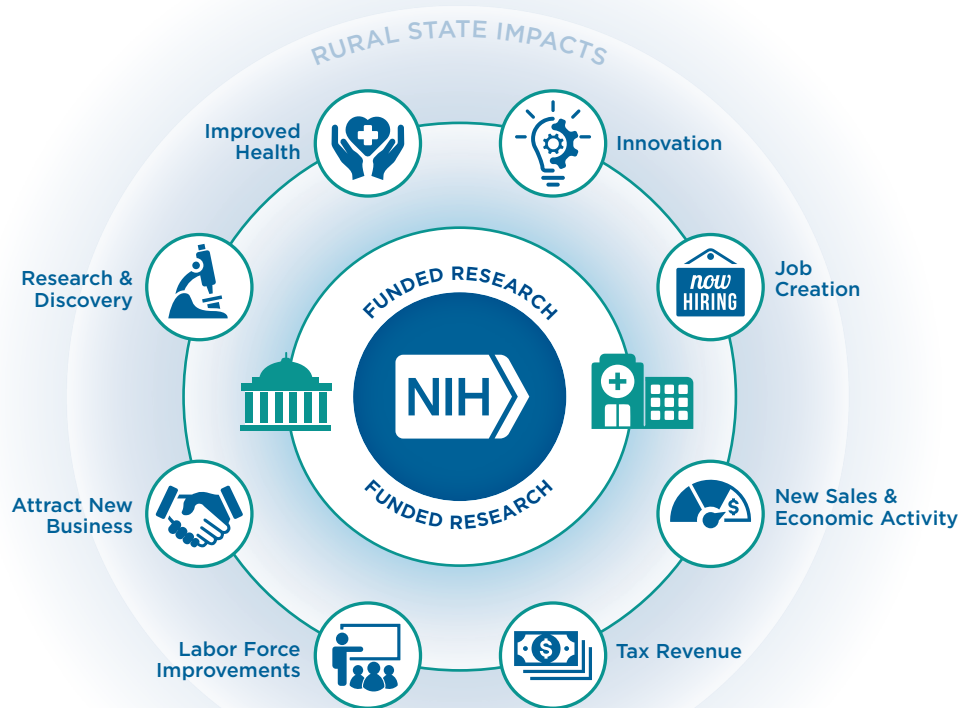 RURAL STATE IMPACTS
Improved
Health
Innovation
Research &
Discovery
now
HIRING
Job
Creation
FUNDED RESEARCH
NIH
FUNDED RESEARCH
Attract New
Business
$
New Sales &
Economic Activity
Labor Force
Improvements
$
Tax Revenue